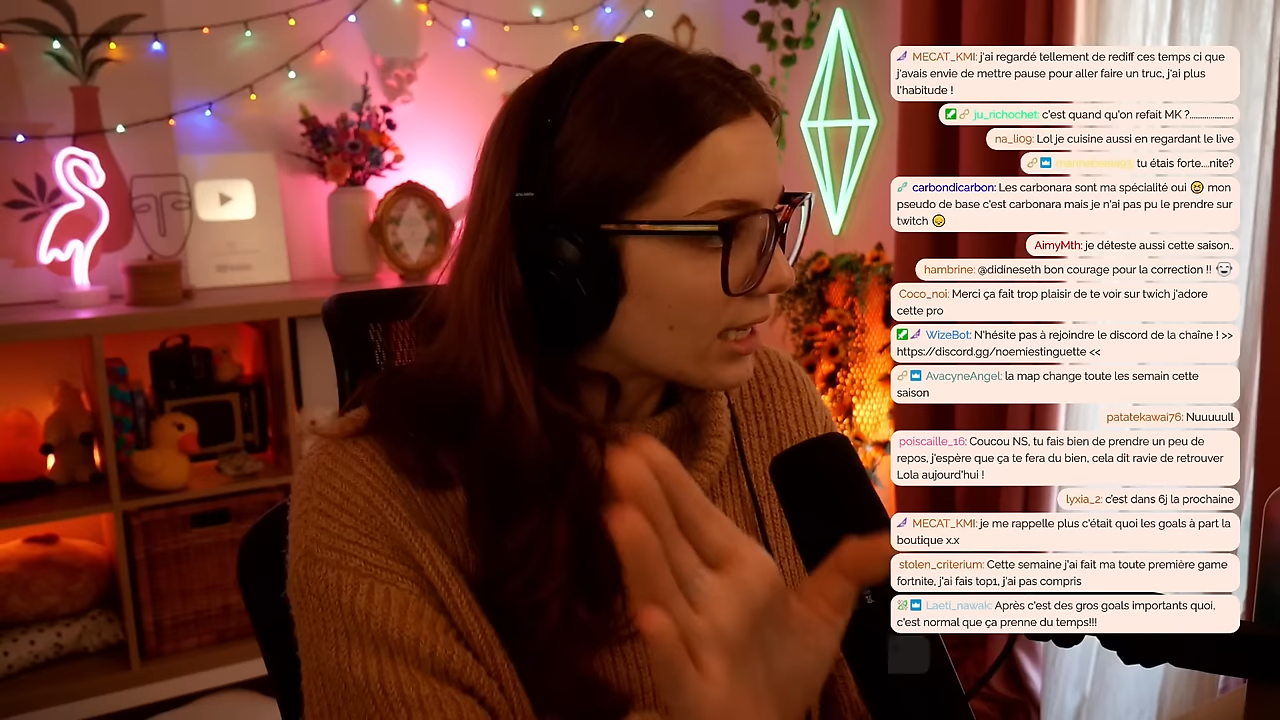 MECAT_KMI: j'ai regardé tellement de rediff ces temps ci que
j'avais envie de mettre pause pour aller faire un truc, j'ai plus
l'habitude !
ju_richochet: c'est quand qu'on refait MK ?....................
na_li09: Lol je cuisine aussi en regardant le live
tu étais forte....nite?
carbondicarbon: Les carbonara sont ma spécialité oui 😆 mon
pseudo de base c'est carbonara mais je n'ai pas pu le prendre sur
twitch 😞
AimyMth: je déteste aussi cette saison..
hambrine: @didineseth bon courage pour la correction !!
Coco_noi: Merci ça fait trop plaisir de te voir sur twich j'adore
cette pro
WizeBot: N'hésite pas à rejoindre le discord de la chaîne ! >>
https://discord.gg/noemiestinguette <<
AvacyneAngel: la map change toute les semain cette
saison
patatekawai76: Nuuuuull
poiscaille_16: Coucou NS, tu fais bien de prendre un peu de
repos, j'espère que ça te fera du bien, cela dit ravie de retrouver
Lola aujourd'hui !
lyxia_2: c'est dans 6j la prochaine
MECAT_KMI: je me rappelle plus c'était quoi les goals à part la
boutique x.x
stolen_criterium: Cette semaine j'ai fait ma toute première game
fortnite, j'ai fais top1, j'ai pas compris
Laeti_nawak: Après c'est des gros goals importants quoi,
c'est normal que ça prenne du temps!!!